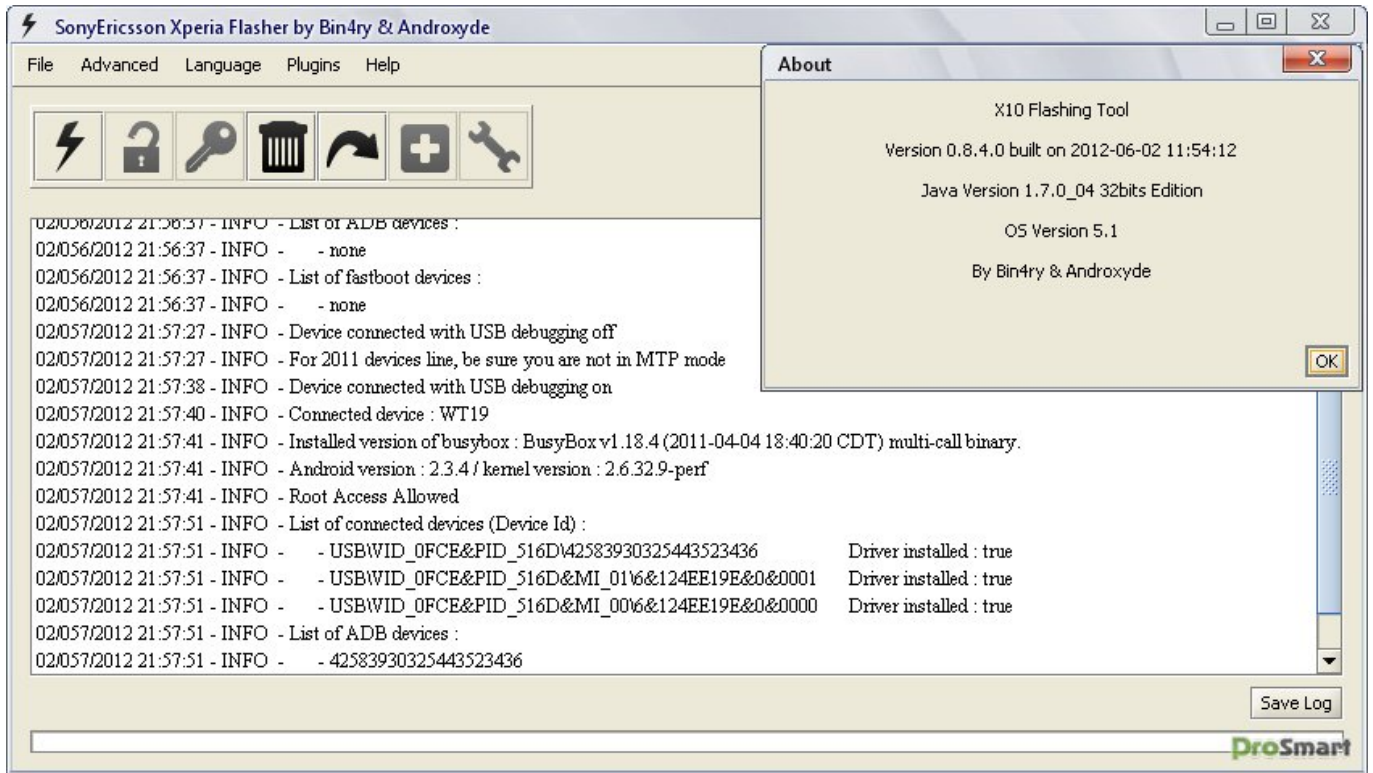 SonyEricsson Xperia Flasher by Bin4ry & Androxyde
File Advanced Language Plugins Help
About
X10 Flashing Tool
Version 0.8.4.0 built on 2012-06-02 11:54:12
Java Version 1.7.0_04 32bits Edition
OS Version 5.1
By Bin4ry & Androxyde
OK
02/056/2012 21:56:37 - INFO - List of ADB devices :
02/056/2012 21:56:37 - INFO - - none
02/056/2012 21:56:37 - INFO - List of fastboot devices :
02/056/2012 21:56:37 - INFO - - none
02/057/2012 21:57:27 - INFO - Device connected with USB debugging off
02/057/2012 21:57:27 - INFO - For 2011 devices line, be sure you are not in MTP mode
02/057/2012 21:57:38 - INFO - Device connected with USB debugging on
02/057/2012 21:57:40 - INFO - Connected device : WT19
02/057/2012 21:57:41 - INFO - Installed version of busybox : BusyBox v1.18.4 (2011-04-04 18:40:20 CDT) multi-call binary.
02/057/2012 21:57:41 - INFO - Android version : 2.3.4 / kernel version : 2.6.32.9-perf
02/057/2012 21:57:41 - INFO - Root Access Allowed
02/057/2012 21:57:51 - INFO - List of connected devices (Device Id) :
02/057/2012 21:57:51 - INFO - - USB\VID_0FCE&PID_516D\42583930325443523436 Driver installed : true
02/057/2012 21:57:51 - INFO - - USB\VID_0FCE&PID_516D&MI_01\6&124EE19E&0&0001 Driver installed : true
02/057/2012 21:57:51 - INFO - - USB\VID_0FCE&PID_516D&MI_00\6&124EE19E&0&0000 Driver installed : true
02/057/2012 21:57:51 - INFO - List of ADB devices :
02/057/2012 21:57:51 - INFO - - 42583930325443523436
Save Log
ProSmart